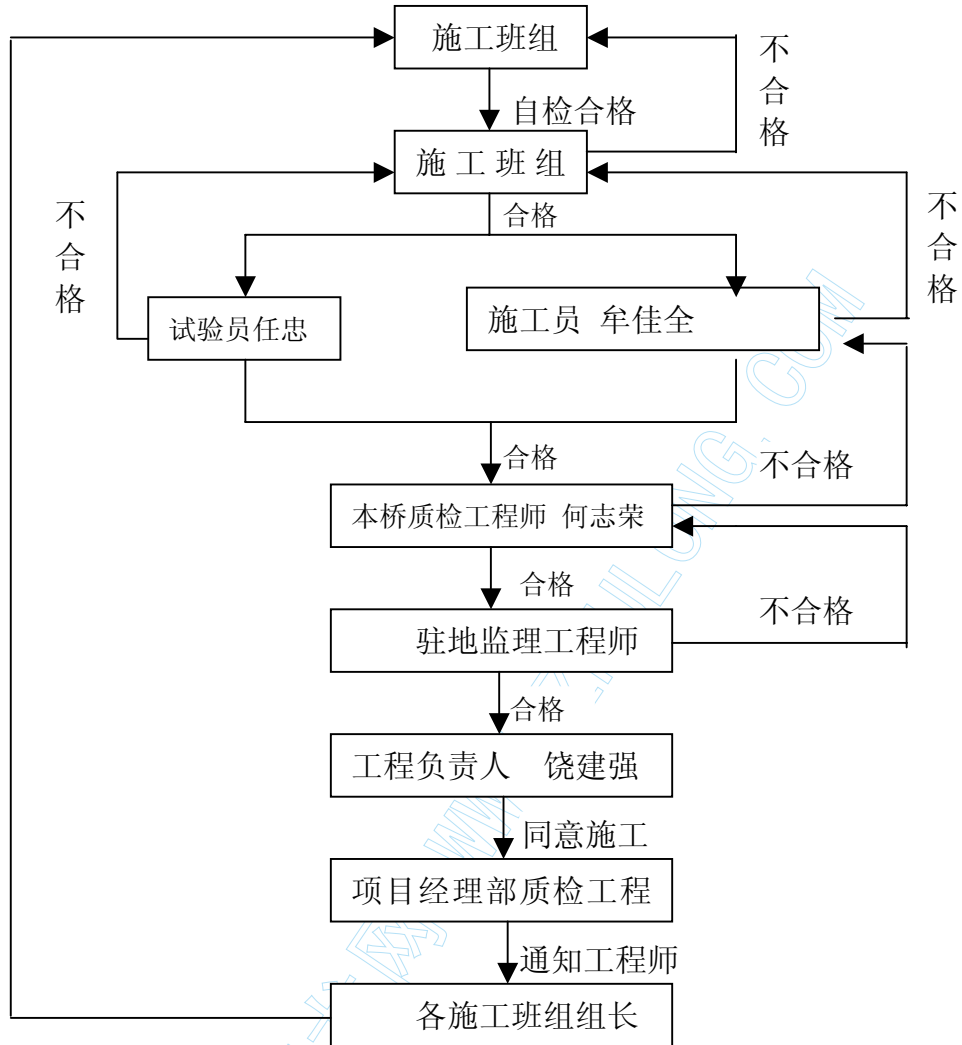 施工班组
不合格
自检合格
施 工 班 组
合格
不合格
不合格
试验员任忠
施工员 牟佳全
合格
不合格
本桥质检工程师 何志荣
合格
不合格
驻地监理工程师
合格
工程负责人 饶建强
同意施工
项目经理部质检工程
通知工程师
各施工班组组长